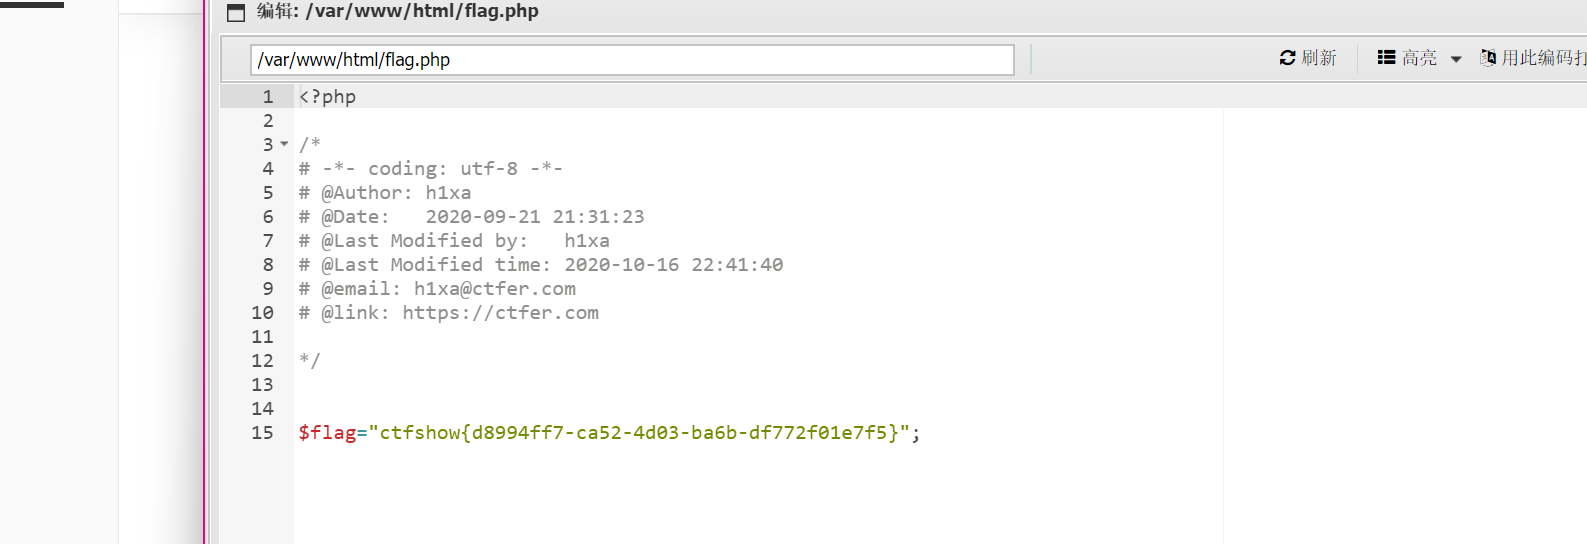 编辑: /var/www/html/flag.php
/var/www/html/flag.php 刷新 高亮 用此编码
1 <?php
2
3 /*
4 # -*- coding: utf-8 -*-
5 # @Author: h1xa
6 # @Date:   2020-09-21 21:31:23
7 # @Last Modified by:   h1xa
8 # @Last Modified time: 2020-10-16 22:41:40
9 # @email: h1xa@ctfer.com
10 # @link: https://ctfer.com
11
12 */
13
14
15 $flag="ctfshow{d8994ff7-ca52-4d03-ba6b-df772f01e7f5}";